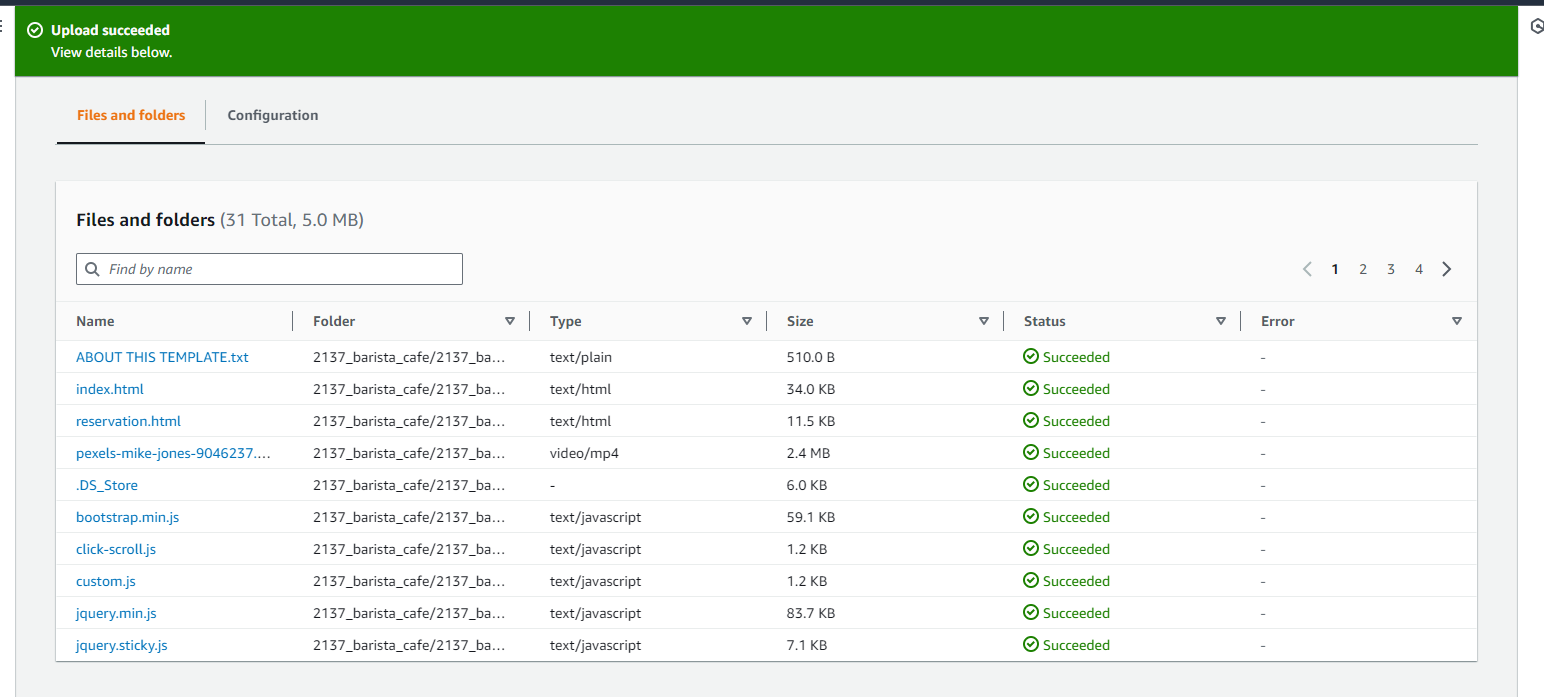 Upload succeeded
View details below.
Files and folders Configuration
Files and folders (31 Total, 5.0 MB)
Find by name 1 2 3 4
Name Folder Type Size Status Error
ABOUT THIS TEMPLATE.txt 2137_barista_cafe/2137_ba... text/plain 510.0 B Succeeded -
index.html 2137_barista_cafe/2137_ba... text/html 34.0 KB Succeeded -
reservation.html 2137_barista_cafe/2137_ba... text/html 11.5 KB Succeeded -
pexels-mike-jones-9046237.... 2137_barista_cafe/2137_ba... video/mp4 2.4 MB Succeeded -
.DS_Store 2137_barista_cafe/2137_ba... - 6.0 KB Succeeded -
bootstrap.min.js 2137_barista_cafe/2137_ba... text/javascript 59.1 KB Succeeded -
click-scroll.js 2137_barista_cafe/2137_ba... text/javascript 1.2 KB Succeeded -
custom.js 2137_barista_cafe/2137_ba... text/javascript 1.2 KB Succeeded -
jquery.min.js 2137_barista_cafe/2137_ba... text/javascript 83.7 KB Succeeded -
jquery.sticky.js 2137_barista_cafe/2137_ba... text/javascript 7.1 KB Succeeded -